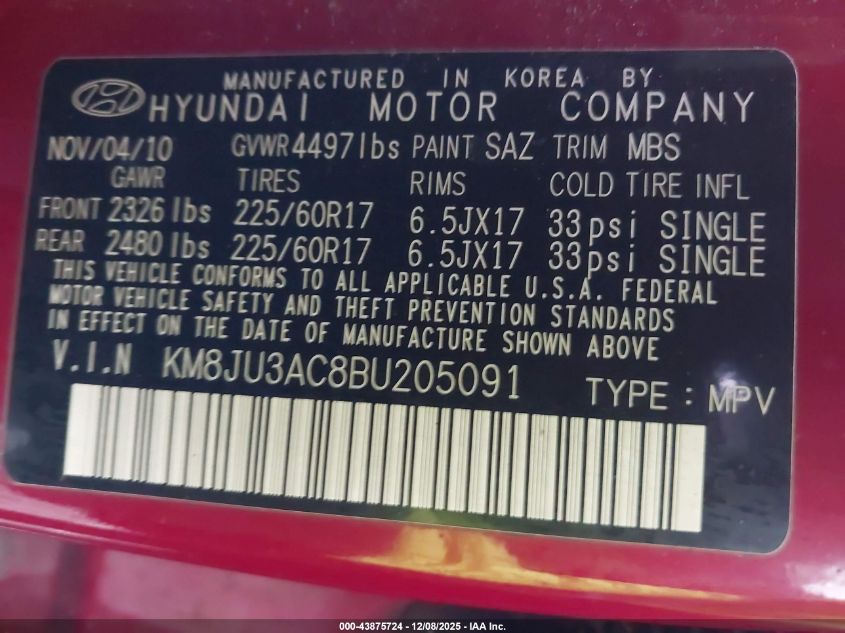 MANUFACTURED IN KOREA BY
HYUNDAI MOTOR COMPANY
NOV/04/10 GVWR 4497lbs PAINT SAZ TRIM MBS
GAWR TIRES RIMS COLD TIRE INFL
FRONT 2326 lbs 225/60R17 6.5JX17 33psi SINGLE
REAR 2480 lbs 225/60R17 6.5JX17 33psi SINGLE
THIS VEHICLE CONFORMS TO ALL APPLICABLE U.S.A. FEDERAL
MOTOR VEHICLE SAFETY AND THEFT PREVENTION STANDARDS
IN EFFECT ON THE DATE OF MANUFACTURE SHOWN ABOVE
V.I.N KM8JU3AC8BU205091 TYPE : MPV
000-43875724 - 12/08/2025 - IAA Inc.